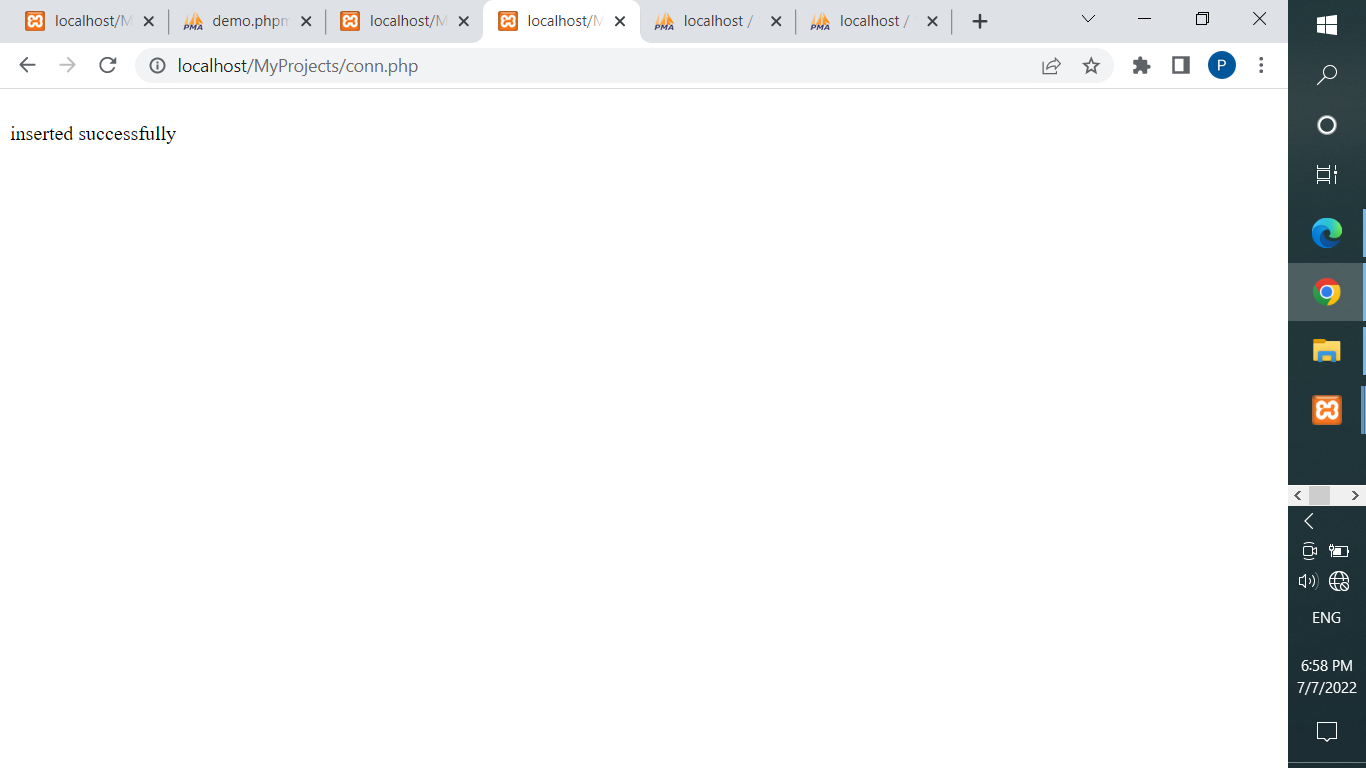 localhost/M
demo.phpm
localhost/M
localhost/M
localhost /
localhost /
localhost/MyProjects/conn.php
P
inserted successfully
ENG
6:58 PM
7/7/2022